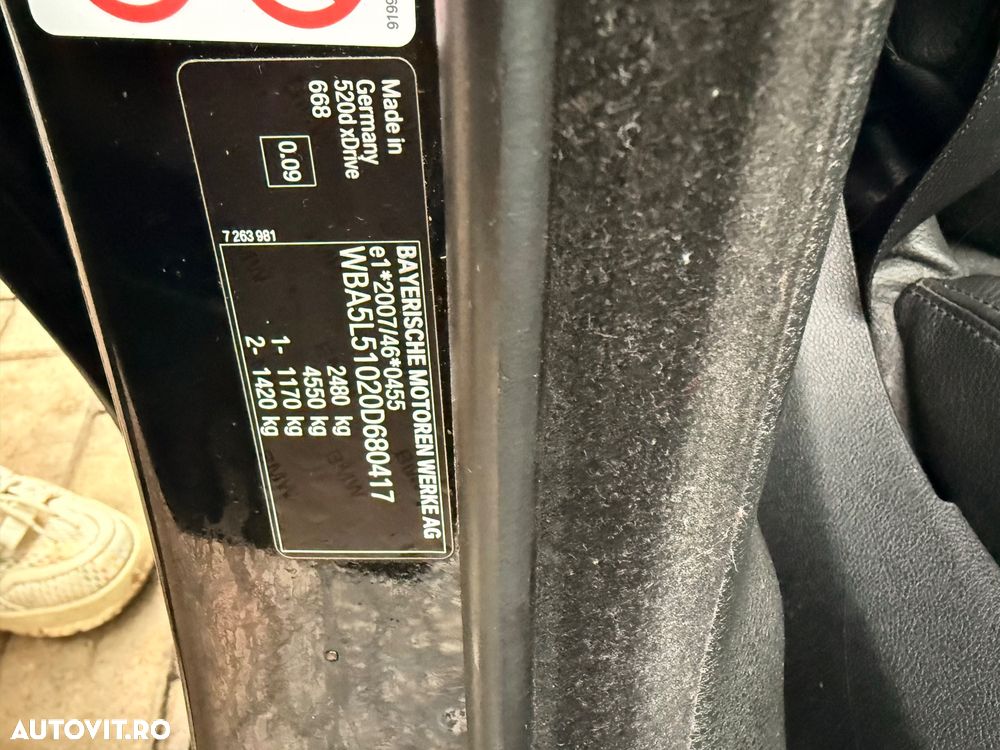 9199
Made in
Germany
520d xDrive
668
0.09
7 263 981
BAYERISCHE MOTOREN WERKE AG
e1*2007/46*0455
WBA5L51020D680417
2480 kg
4550 kg
1- 1170 kg
2- 1420 kg
AUTOVIT.RO